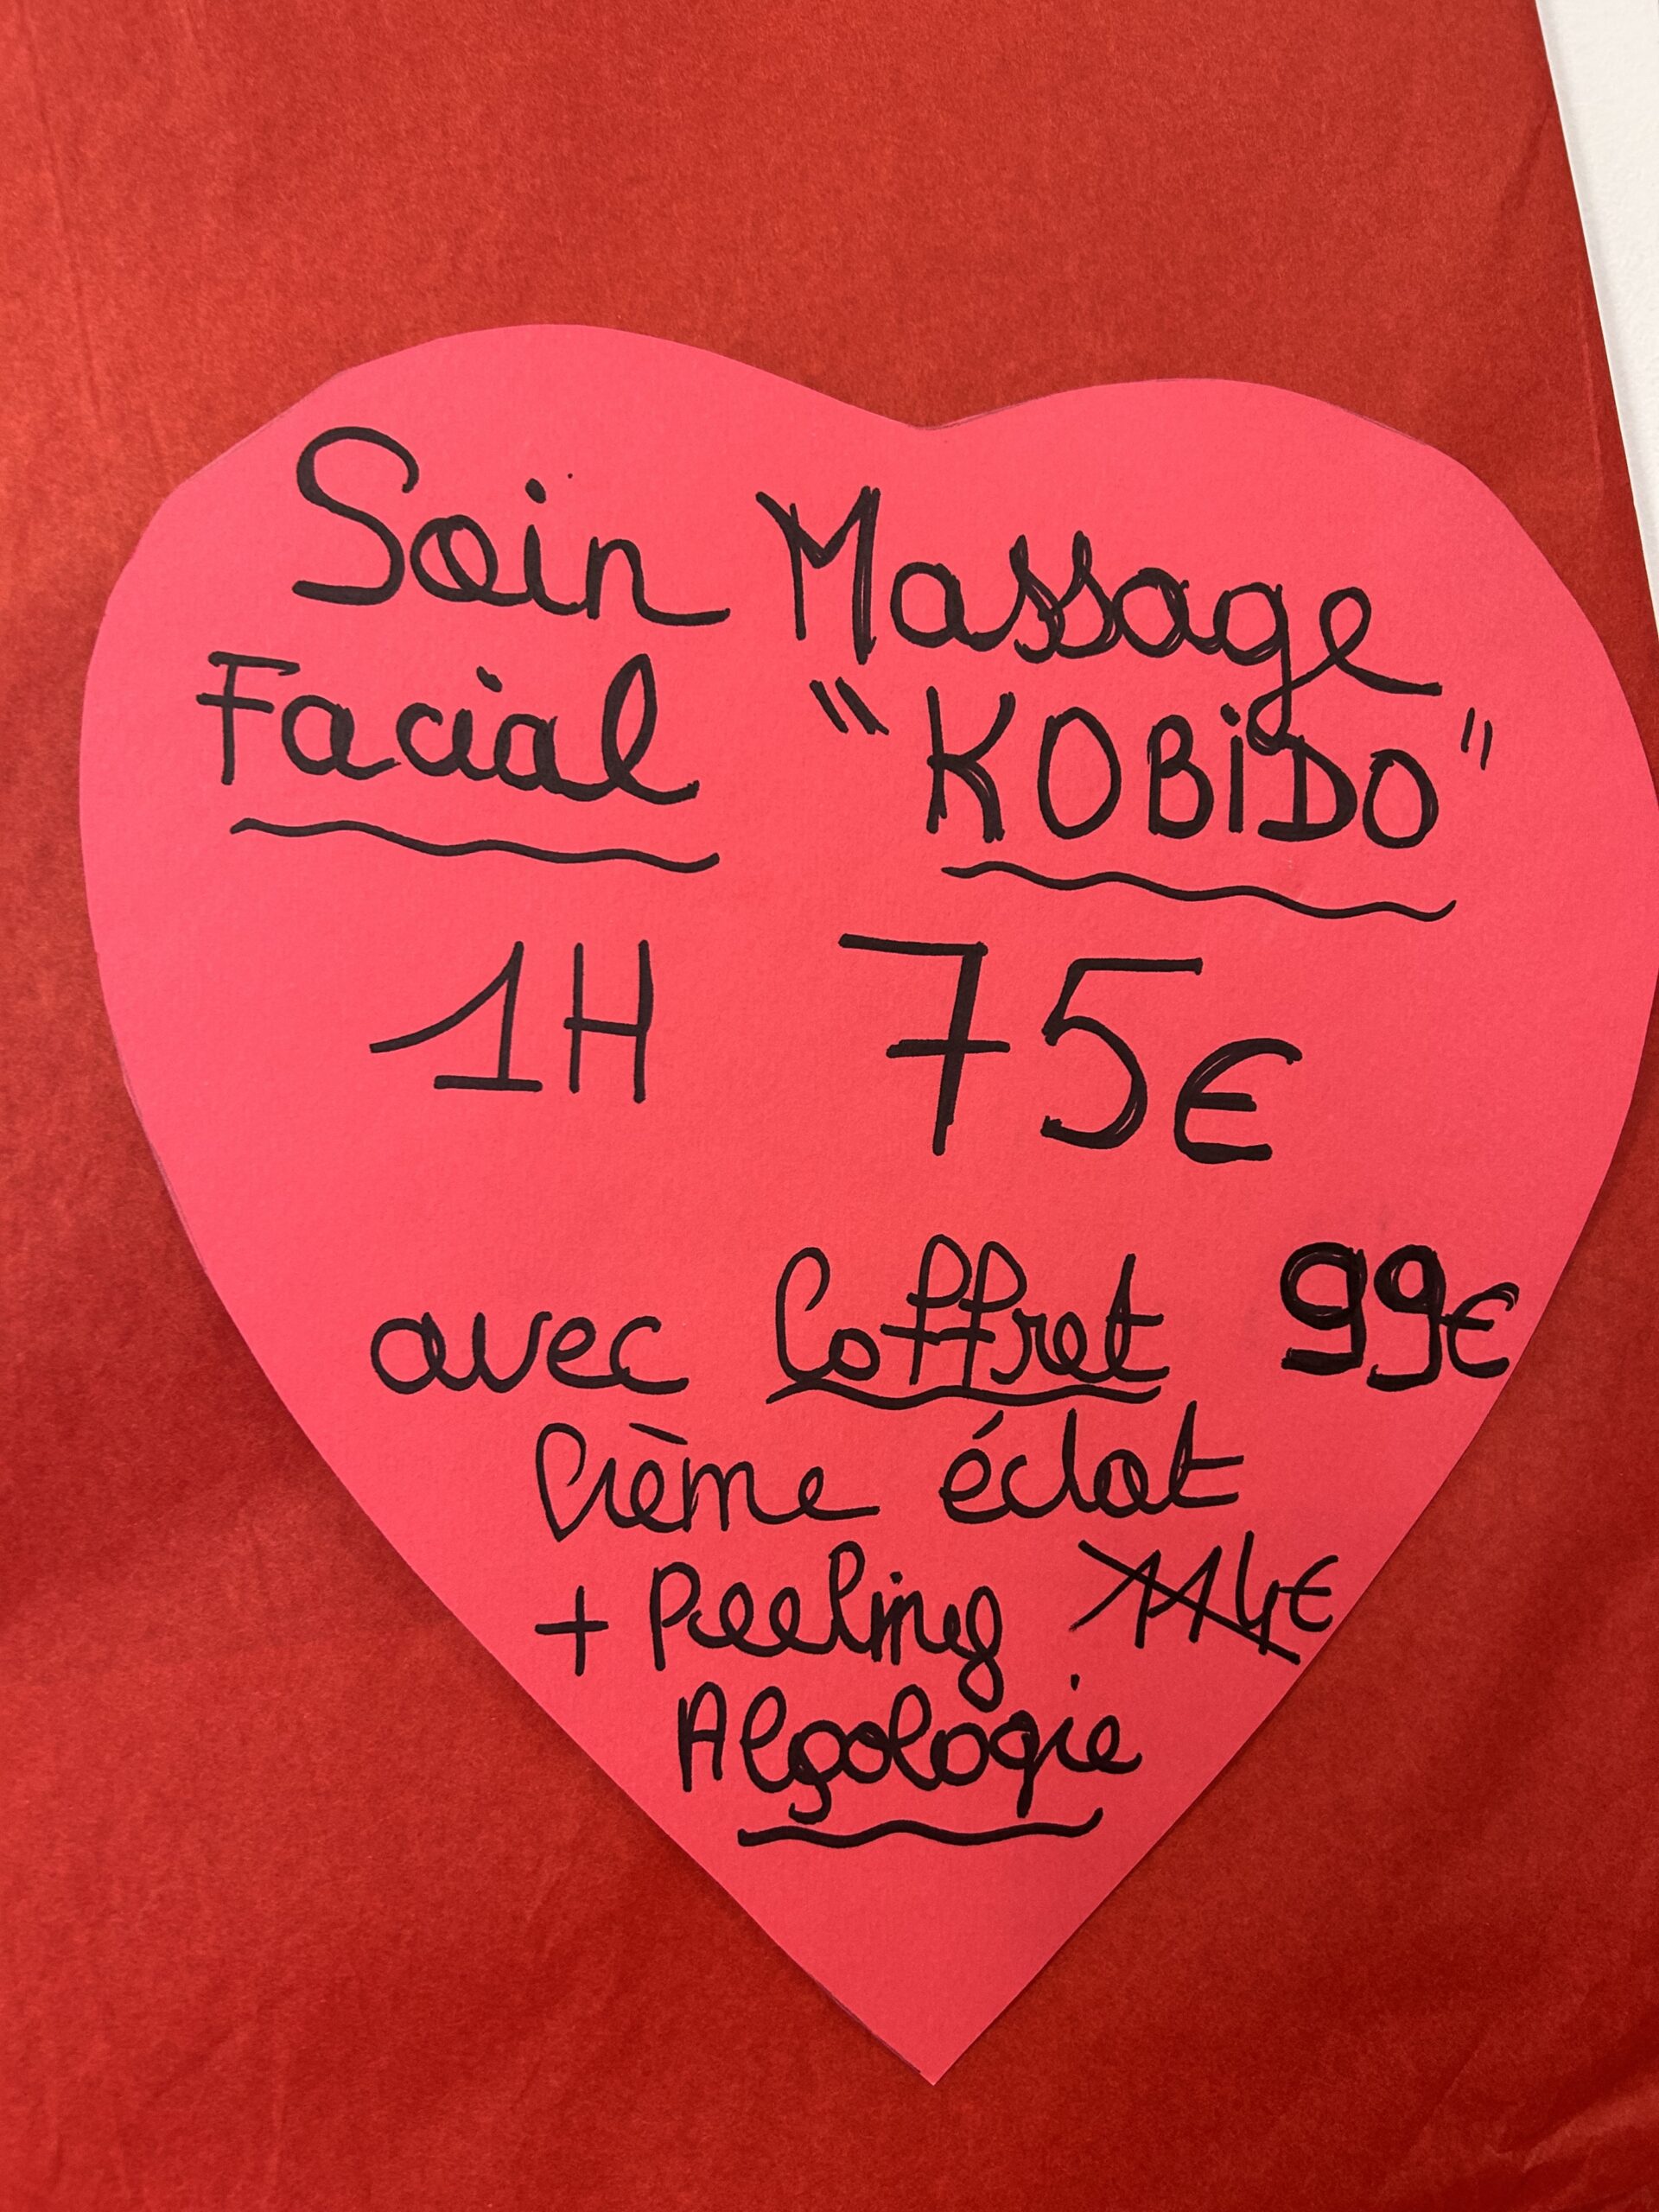 Soin Massage
Facial "KOBiDO"
1H 75€
avec Coffret 99€
Crème éclat
+ Peeling 114€
Algologie